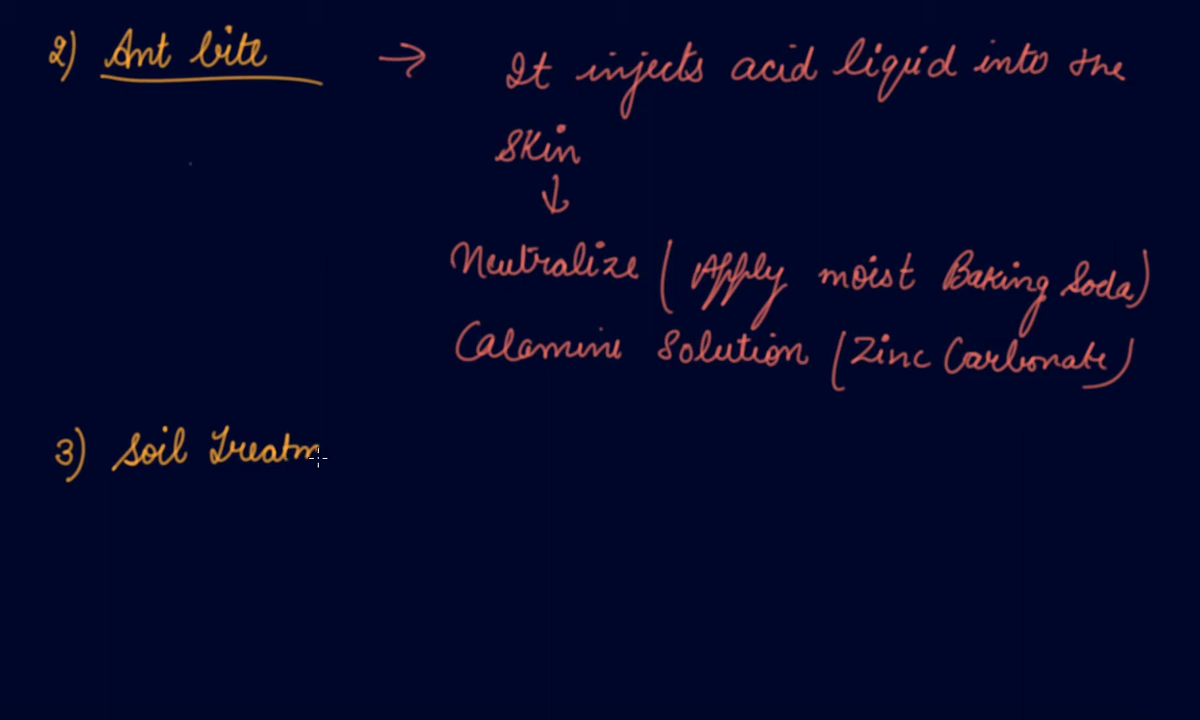 2) Ant bite → It injects acid liquid into the
Skin
↓
Neutralize (Apply moist Baking Soda)
Calamine Solution (Zinc Carbonate)
3) Soil Treatm